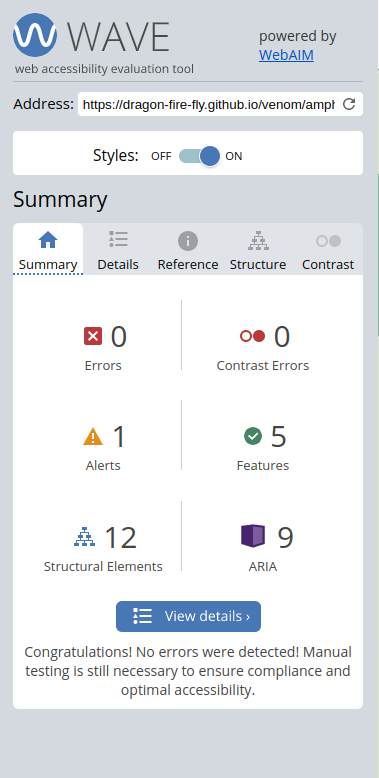 WAVE
web accessibility evaluation tool
powered by
WebAIM
Address: https://dragon-fire-fly.github.io/venom/amph
Styles: OFF ON
Summary
Summary Details Reference Structure Contrast
0 0
Errors Contrast Errors
1 5
Alerts Features
12 9
Structural Elements ARIA
View details ›
Congratulations! No errors were detected! Manual
testing is still necessary to ensure compliance and
optimal accessibility.